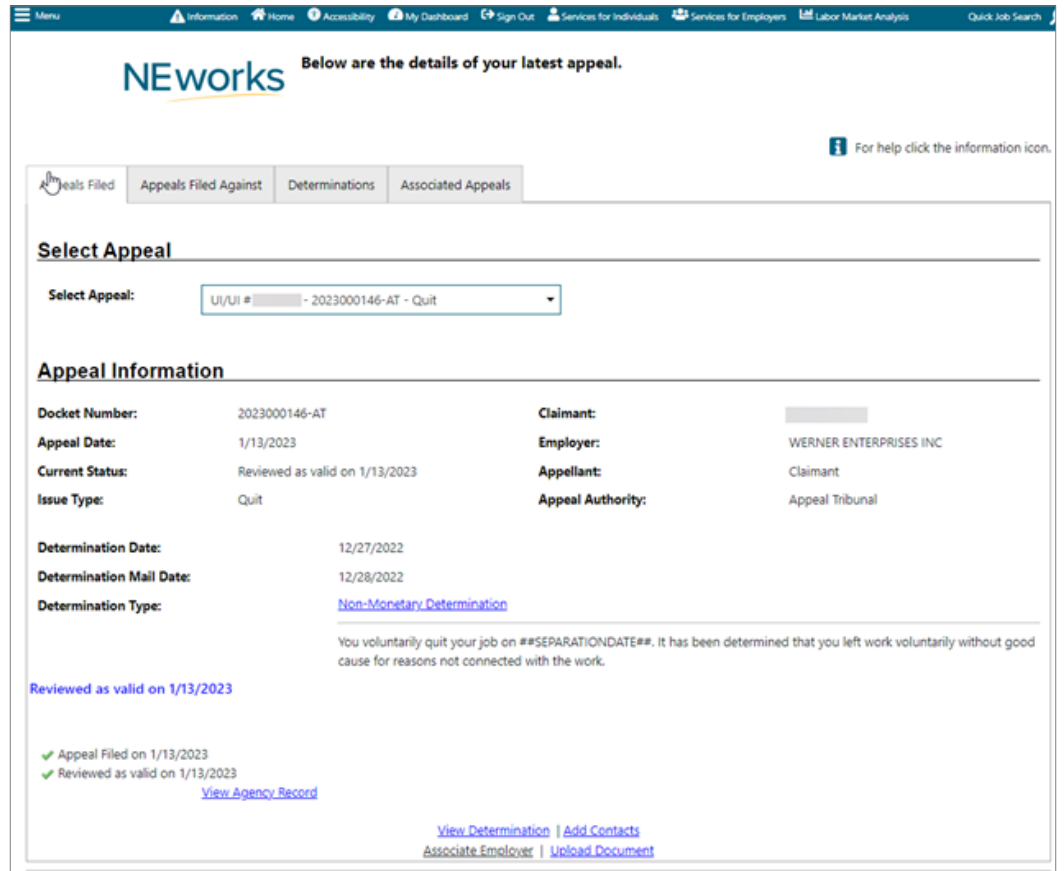 Menu Information Home Accessibility My Dashboard Sign Out Services for Individuals Services for Employers Labor Market Analysis Quick Job Search
NEworks
Below are the details of your latest appeal.
For help click the information icon.
Appeals Filed Appeals Filed Against Determinations Associated Appeals
Select Appeal
Select Appeal: UI/UI # - 2023000146-AT - Quit
Appeal Information
Docket Number: 2023000146-AT Claimant:
Appeal Date: 1/13/2023 Employer: WERNER ENTERPRISES INC
Current Status: Reviewed as valid on 1/13/2023 Appellant: Claimant
Issue Type: Quit Appeal Authority: Appeal Tribunal
Determination Date: 12/27/2022
Determination Mail Date: 12/28/2022
Determination Type: Non-Monetary Determination
You voluntarily quit your job on ##SEPARATIONDATE##. It has been determined that you left work voluntarily without good
cause for reasons not connected with the work.
Reviewed as valid on 1/13/2023
Appeal Filed on 1/13/2023
Reviewed as valid on 1/13/2023
View Agency Record
View Determination | Add Contacts
Associate Employer | Upload Document